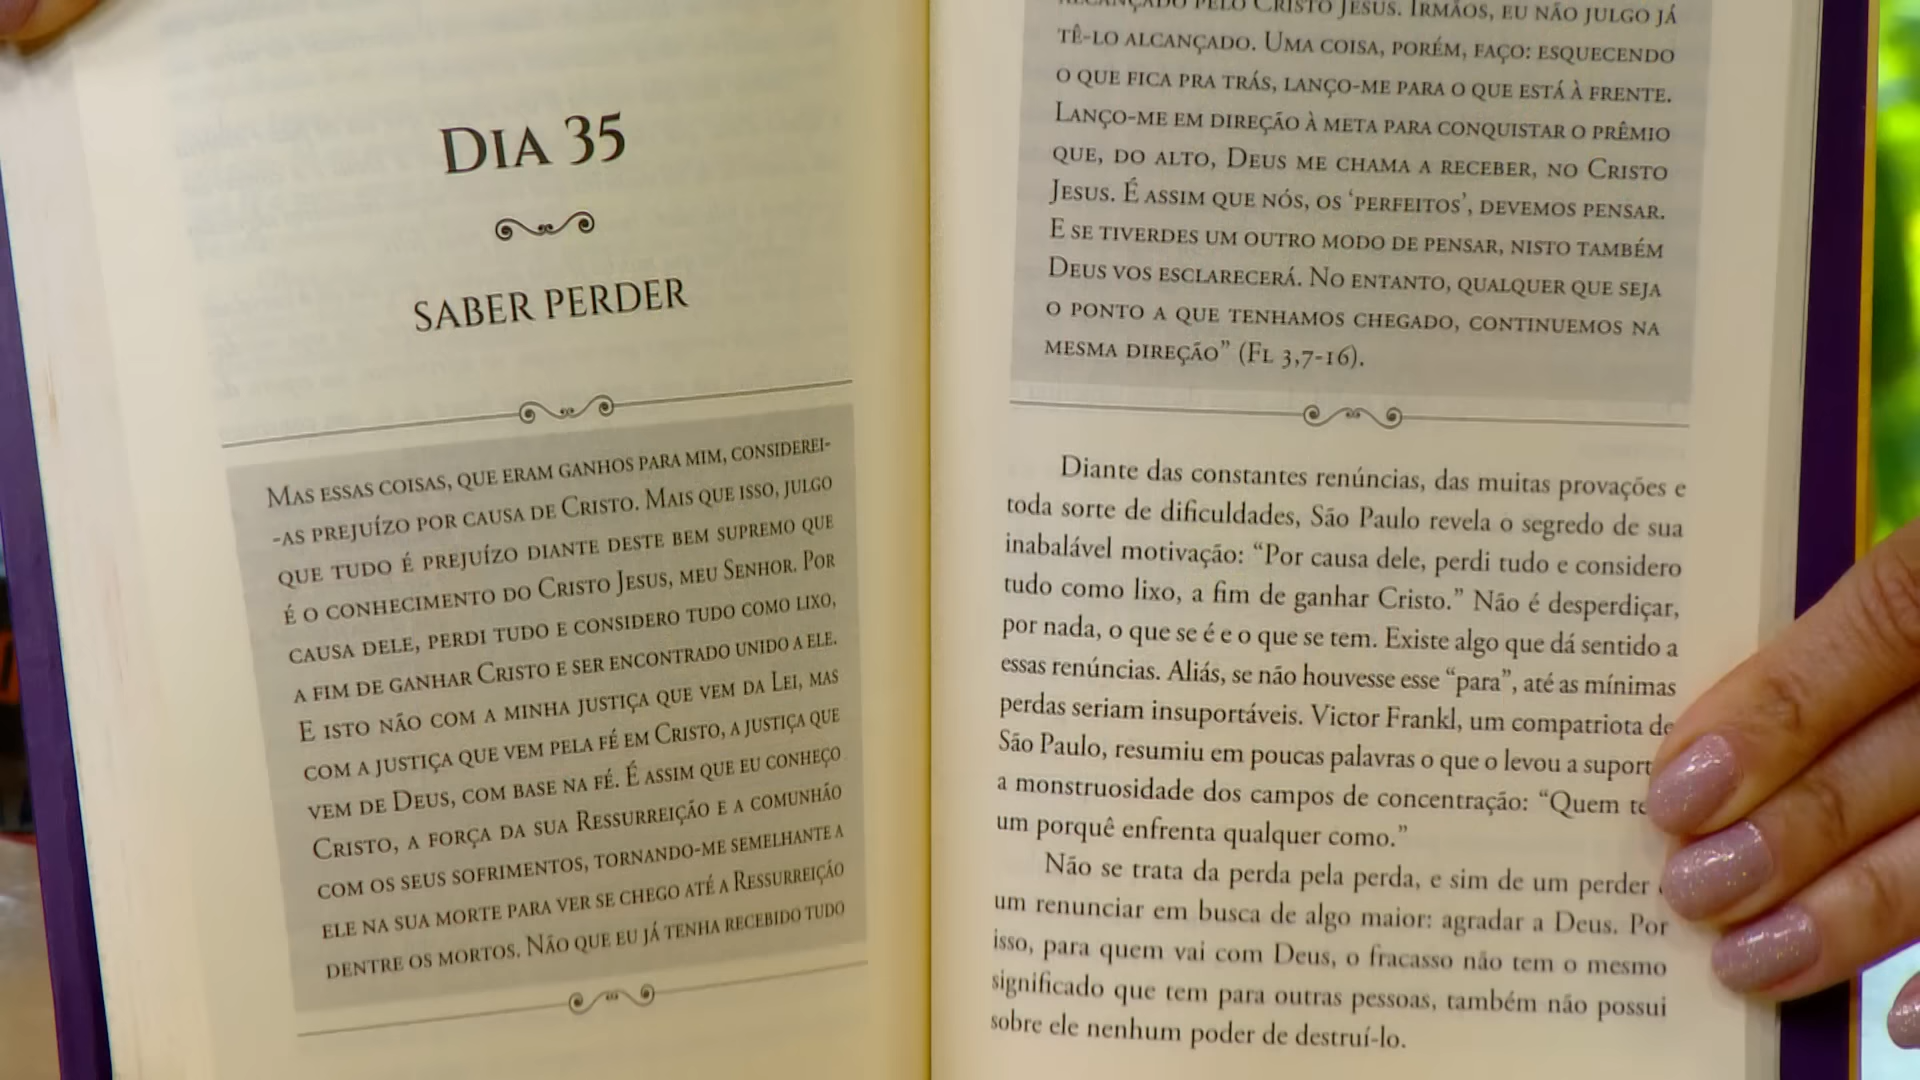 DIA 35
SABER PERDER
MAS ESSAS COISAS, QUE ERAM GANHOS PARA MIM, CONSIDEREI-
-AS PREJUÍZO POR CAUSA DE CRISTO. MAIS QUE ISSO, JULGO
QUE TUDO É PREJUÍZO DIANTE DESTE BEM SUPREMO QUE
É O CONHECIMENTO DO CRISTO JESUS, MEU SENHOR. POR
CAUSA DELE, PERDI TUDO E CONSIDERO TUDO COMO LIXO,
A FIM DE GANHAR CRISTO E SER ENCONTRADO UNIDO A ELE.
E ISTO NÃO COM A MINHA JUSTIÇA QUE VEM DA LEI, MAS
COM A JUSTIÇA QUE VEM PELA FÉ EM CRISTO, A JUSTIÇA QUE
VEM DE DEUS, COM BASE NA FÉ. É ASSIM QUE EU CONHEÇO
CRISTO, A FORÇA DA SUA RESSURREIÇÃO E A COMUNHÃO
COM OS SEUS SOFRIMENTOS, TORNANDO-ME SEMELHANTE A
ELE NA SUA MORTE PARA VER SE CHEGO ATÉ A RESSURREIÇÃO
DENTRE OS MORTOS. NÃO QUE EU JÁ TENHA RECEBIDO TUDO
ALCANÇADO PELO CRISTO JESUS. IRMÃOS, EU NÃO JULGO JÁ
TÊ-LO ALCANÇADO. UMA COISA, PORÉM, FAÇO: ESQUECENDO
O QUE FICA PRA TRÁS, LANÇO-ME PARA O QUE ESTÁ À FRENTE.
LANÇO-ME EM DIREÇÃO À META PARA CONQUISTAR O PRÊMIO
QUE, DO ALTO, DEUS ME CHAMA A RECEBER, NO CRISTO
JESUS. É ASSIM QUE NÓS, OS ‘PERFEITOS’, DEVEMOS PENSAR.
E SE TIVERDES UM OUTRO MODO DE PENSAR, NISTO TAMBÉM
DEUS VOS ESCLARECERÁ. NO ENTANTO, QUALQUER QUE SEJA
O PONTO A QUE TENHAMOS CHEGADO, CONTINUEMOS NA
MESMA DIREÇÃO” (FL 3,7-16).
Diante das constantes renúncias, das muitas provações e
toda sorte de dificuldades, São Paulo revela o segredo de sua
inabalável motivação: “Por causa dele, perdi tudo e considero
tudo como lixo, a fim de ganhar Cristo.” Não é desperdiçar,
por nada, o que se é e o que se tem. Existe algo que dá sentido a
essas renúncias. Aliás, se não houvesse esse “para”, até as mínimas
perdas seriam insuportáveis. Victor Frankl, um compatriota de
São Paulo, resumiu em poucas palavras o que o levou a suport
a monstruosidade dos campos de concentração: “Quem te
um porquê enfrenta qualquer como.”
Não se trata da perda pela perda, e sim de um perder
um renunciar em busca de algo maior: agradar a Deus. Por
isso, para quem vai com Deus, o fracasso não tem o mesmo
significado que tem para outras pessoas, também não possui
sobre ele nenhum poder de destruí-lo.